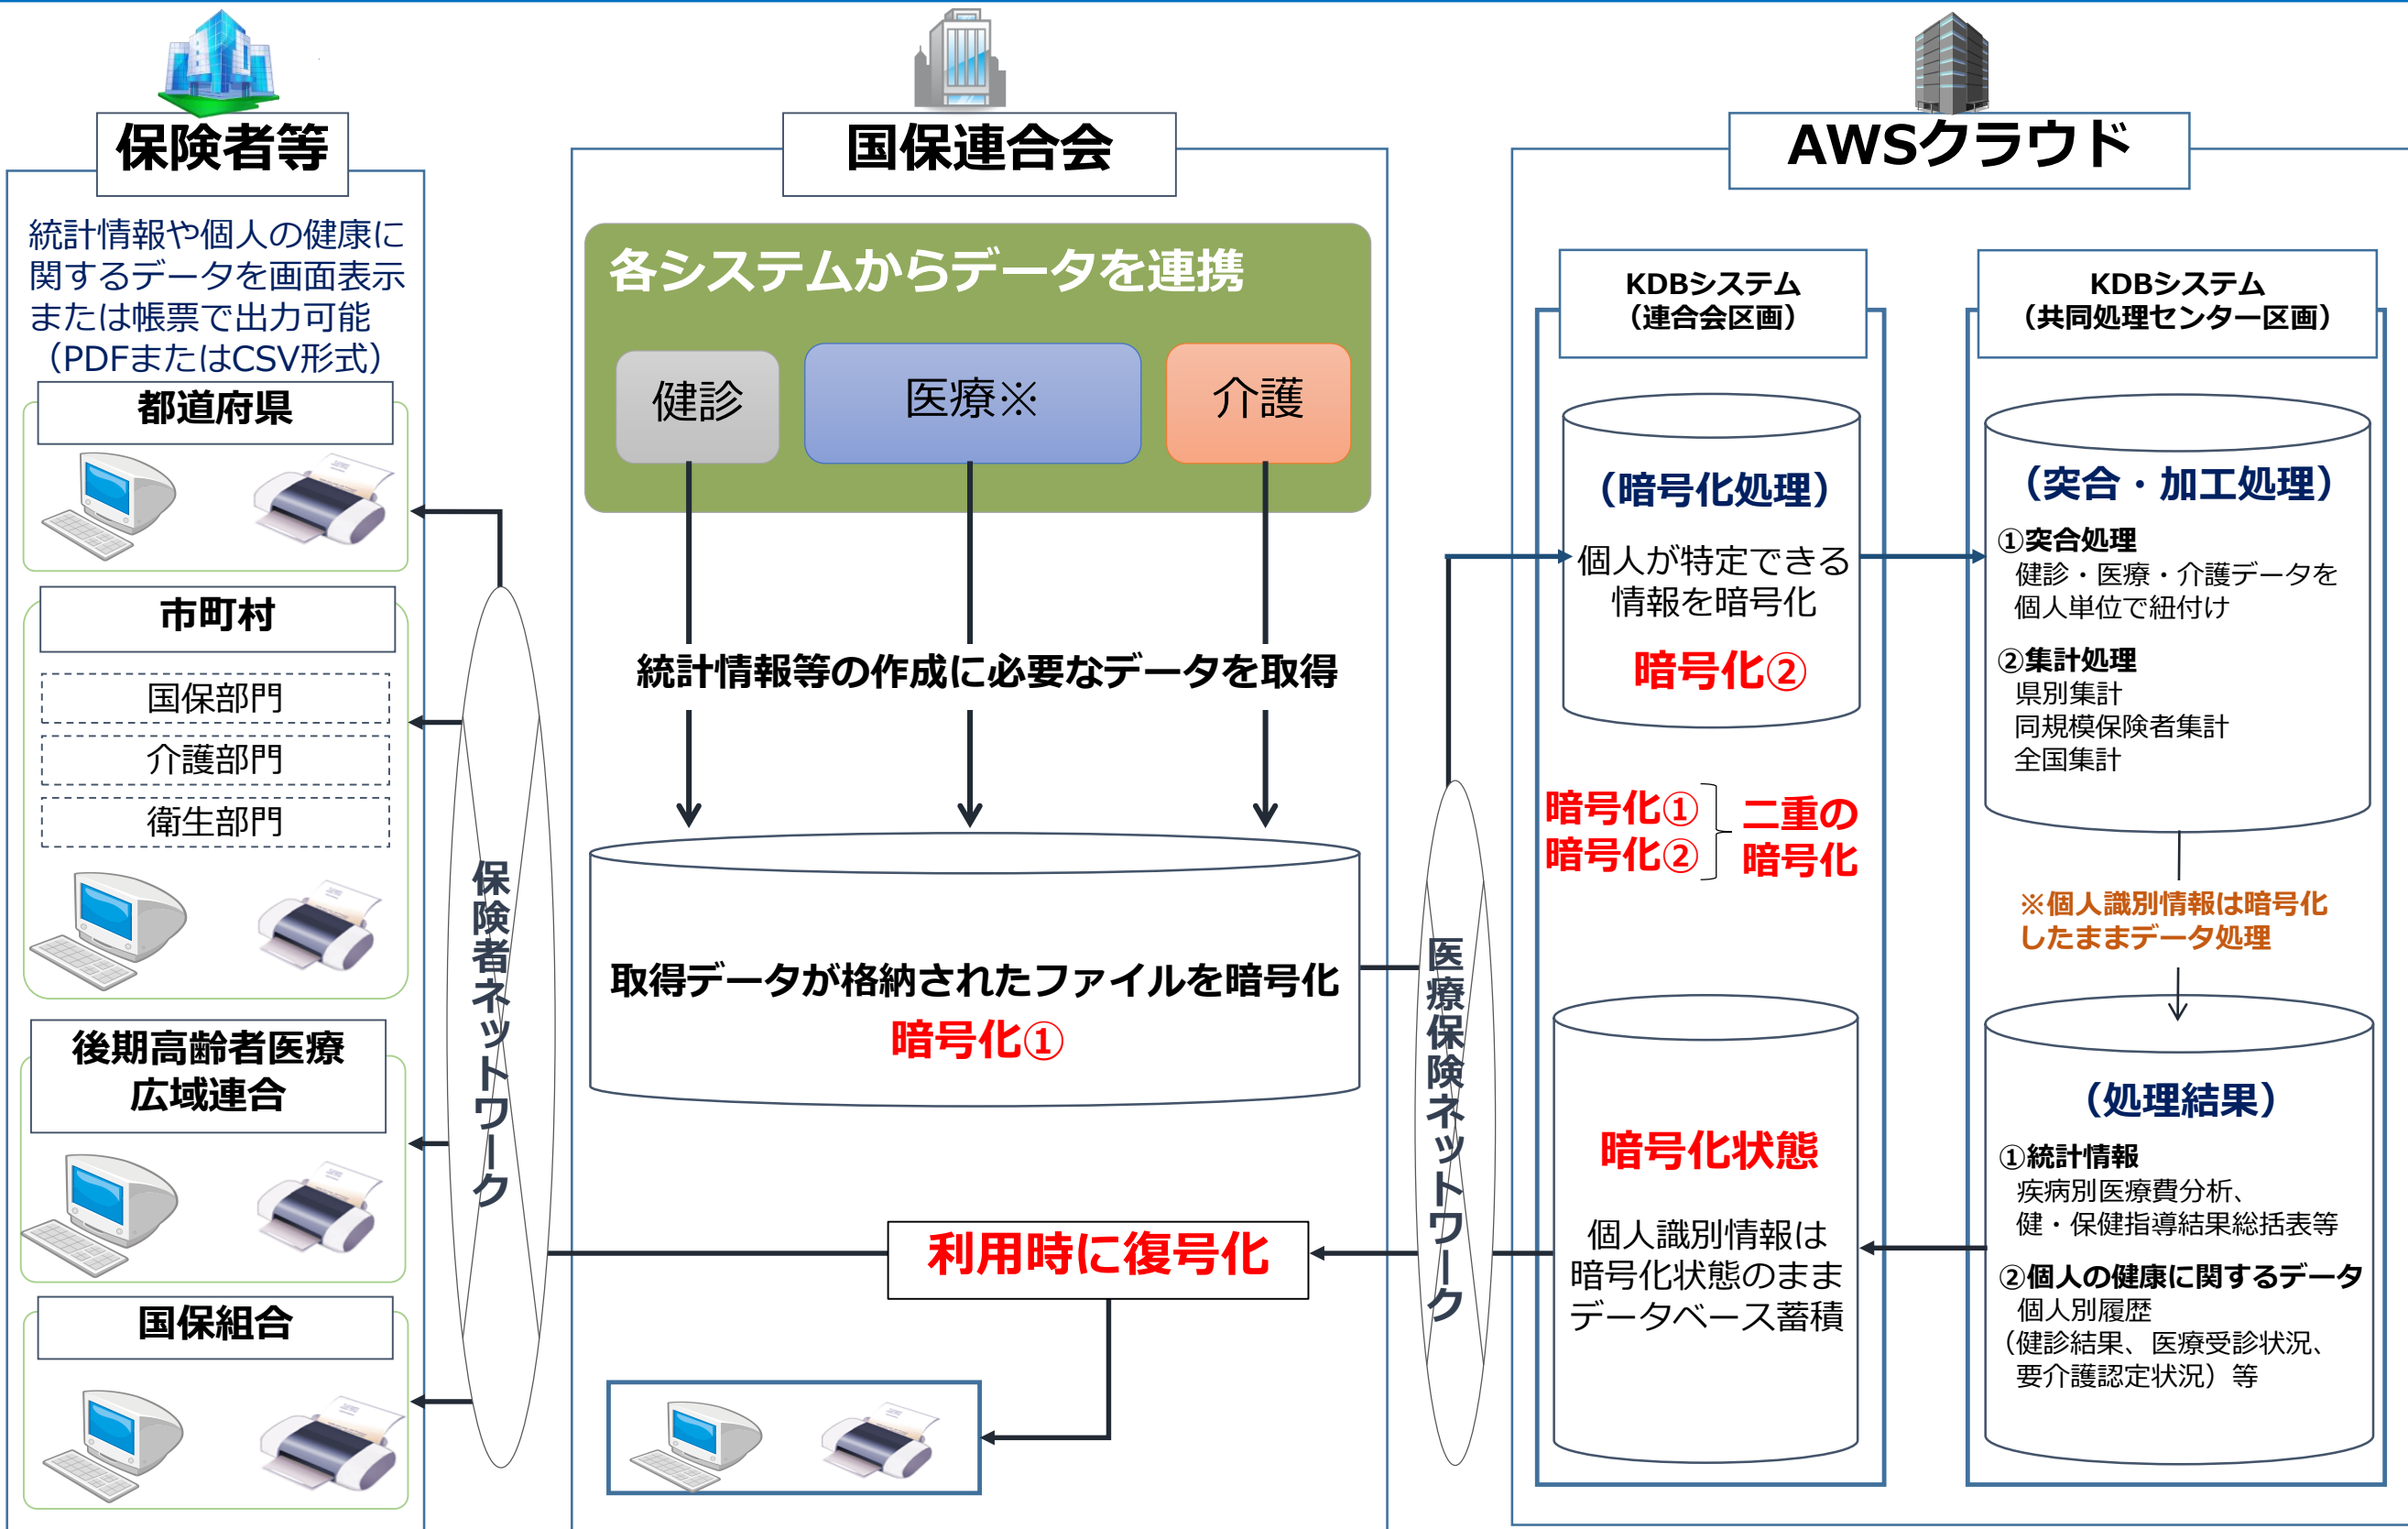 保険者等
統計情報や個人の健康に
関するデータを画面表示
または帳票で出力可能
（PDFまたはCSV形式）
都道府県
市町村
国保部門
介護部門
衛生部門
後期高齢者医療
広域連合
国保組合
保険者ネットワーク
国保連合会
各システムからデータを連携
健診
医療※
介護
統計情報等の作成に必要なデータを取得
取得データが格納されたファイルを暗号化
暗号化①
利用時に復号化
医療保険ネットワーク
AWSクラウド
KDBシステム
（連合会区画）
（暗号化処理）
個人が特定できる
情報を暗号化
暗号化②
暗号化①
暗号化②
二重の
暗号化
暗号化状態
個人識別情報は
暗号化状態のまま
データベース蓄積
KDBシステム
（共同処理センター区画）
（突合・加工処理）
①突合処理
健診・医療・介護データを
個人単位で紐付け
②集計処理
県別集計
同規模保険者集計
全国集計
※個人識別情報は暗号化
したままデータ処理
（処理結果）
①統計情報
疾病別医療費分析、
健・保健指導結果総括表等
②個人の健康に関するデータ
個人別履歴
（健診結果、医療受診状況、
要介護認定状況）等